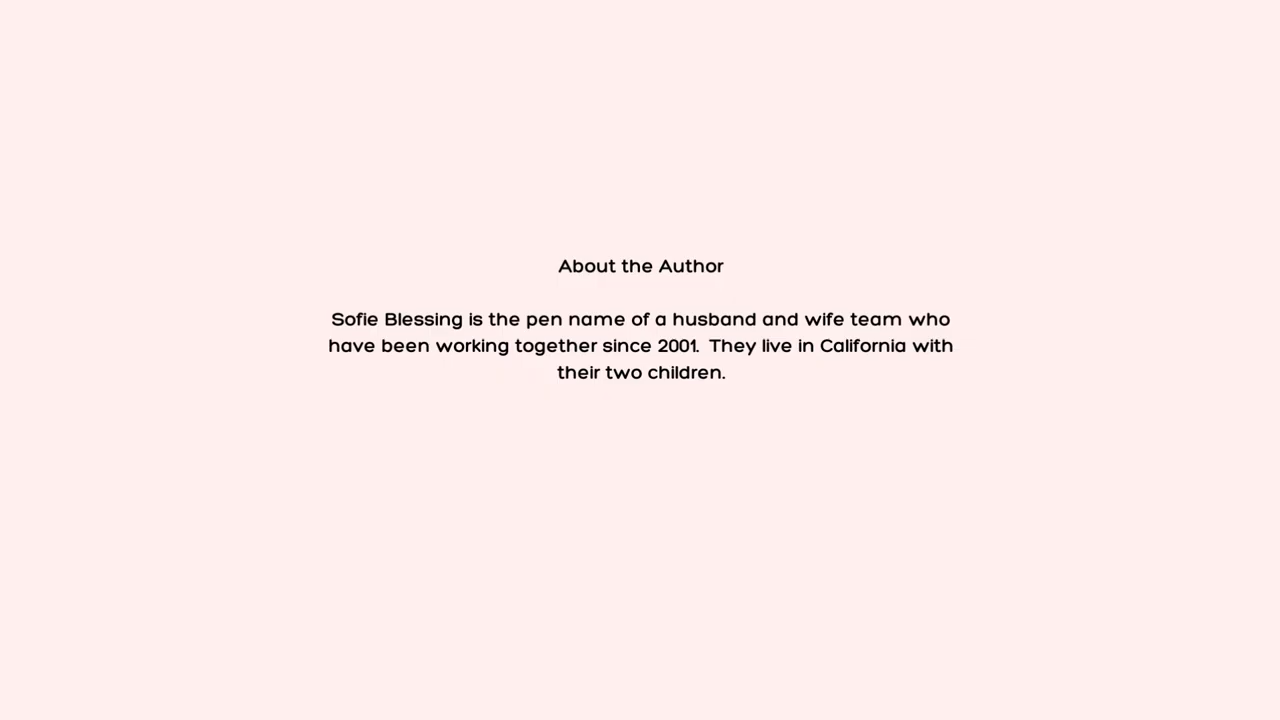 About the Author
Sofie Blessing is the pen name of a husband and wife team who
have been working together since 2001.  They live in California with
their two children.